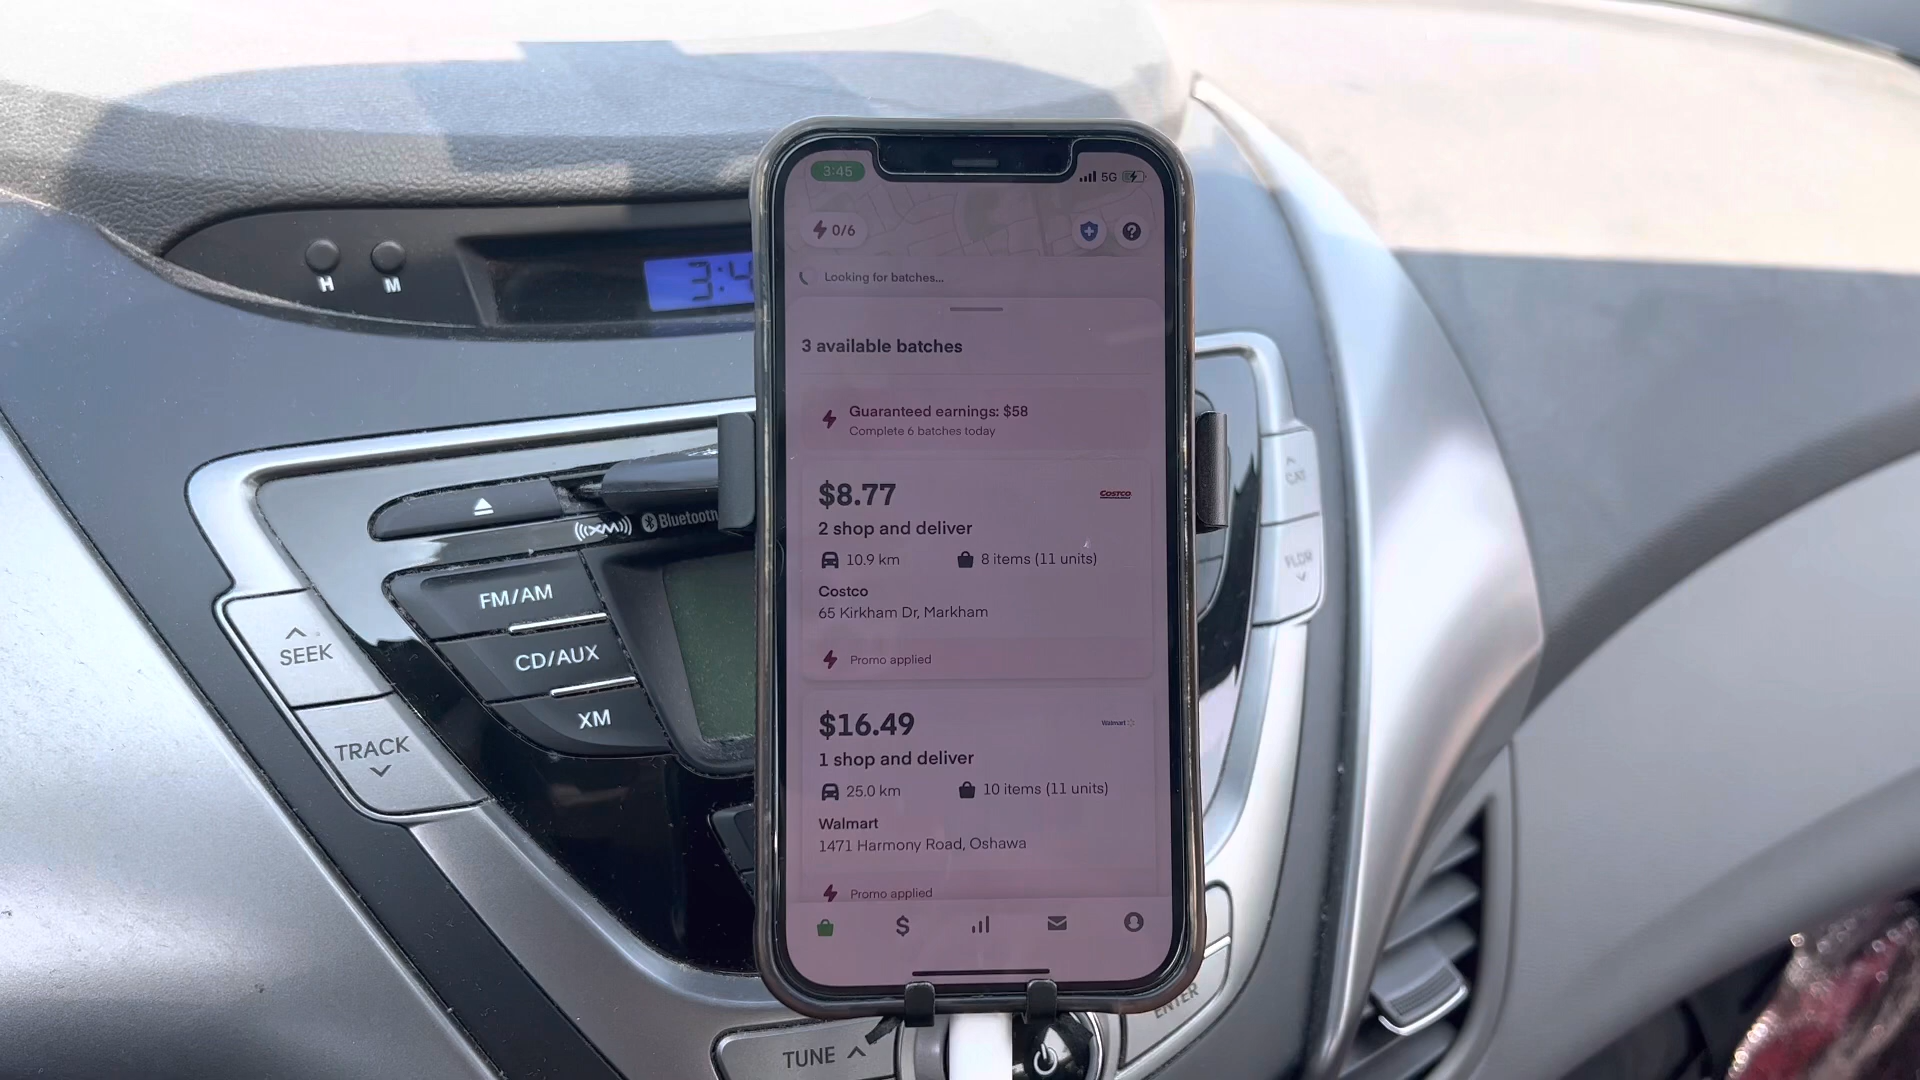 3:45
5G
0/6
Looking for batches...
3 available batches
Guaranteed earnings: $58
Complete 6 batches today
$8.77
COSTCO
2 shop and deliver
10.9 km
8 items (11 units)
Costco
65 Kirkham Dr, Markham
Promo applied
$16.49
Walmart
1 shop and deliver
25.0 km
10 items (11 units)
Walmart
1471 Harmony Road, Oshawa
Promo applied
H
M
3:4
XM
Bluetooth
FM/AM
CD/AUX
XM
SEEK
TRACK
CAT
FLDR
TUNE
ENTER